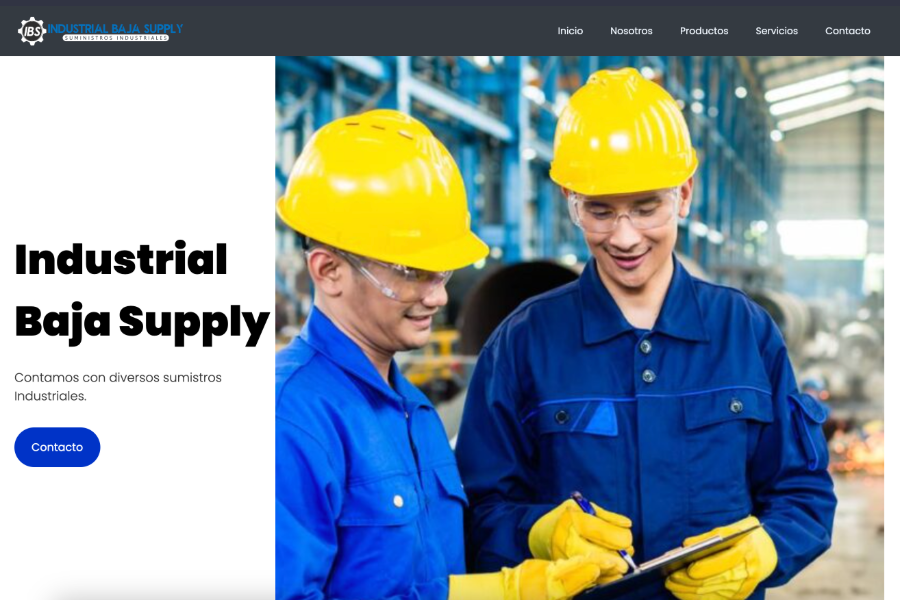 IBS
INDUSTRIAL BAJA SUPPLY
SUMINISTROS INDUSTRIALES
Inicio
Nosotros
Productos
Servicios
Contacto
Industrial
Baja Supply
Contamos con diversos sumistros
Industriales.
Contacto